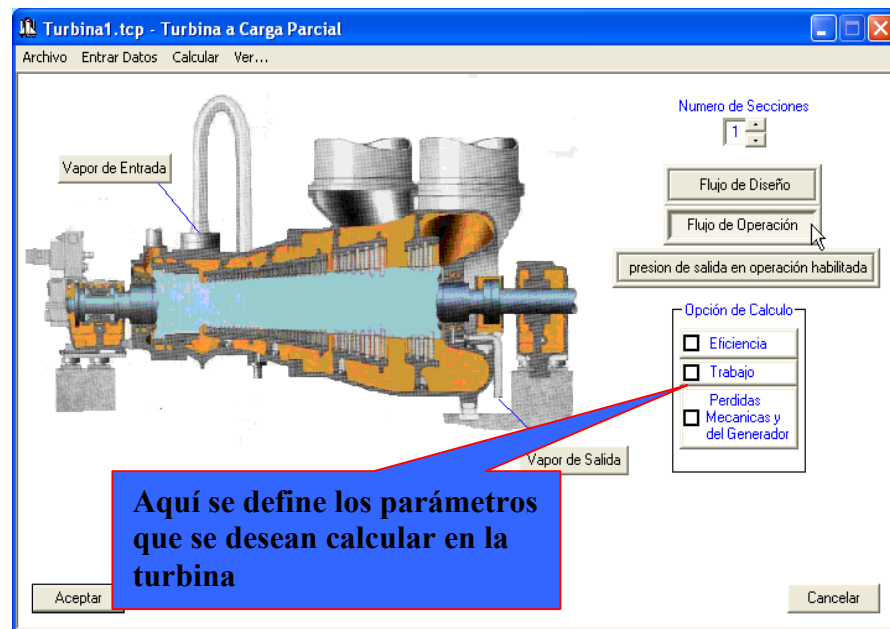 Turbina1.tcp - Turbina a Carga Parcial
Archivo Entrar Datos Calcular Ver...
Numero de Secciones
1
Vapor de Entrada
Flujo de Diseño
Flujo de Operación
presion de salida en operación habilitada
Opción de Calculo
Eficiencia
Trabajo
Perdidas
Mecanicas y
del Generador
Vapor de Salida
Aquí se define los parámetros
que se desean calcular en la
turbina
Aceptar
Cancelar